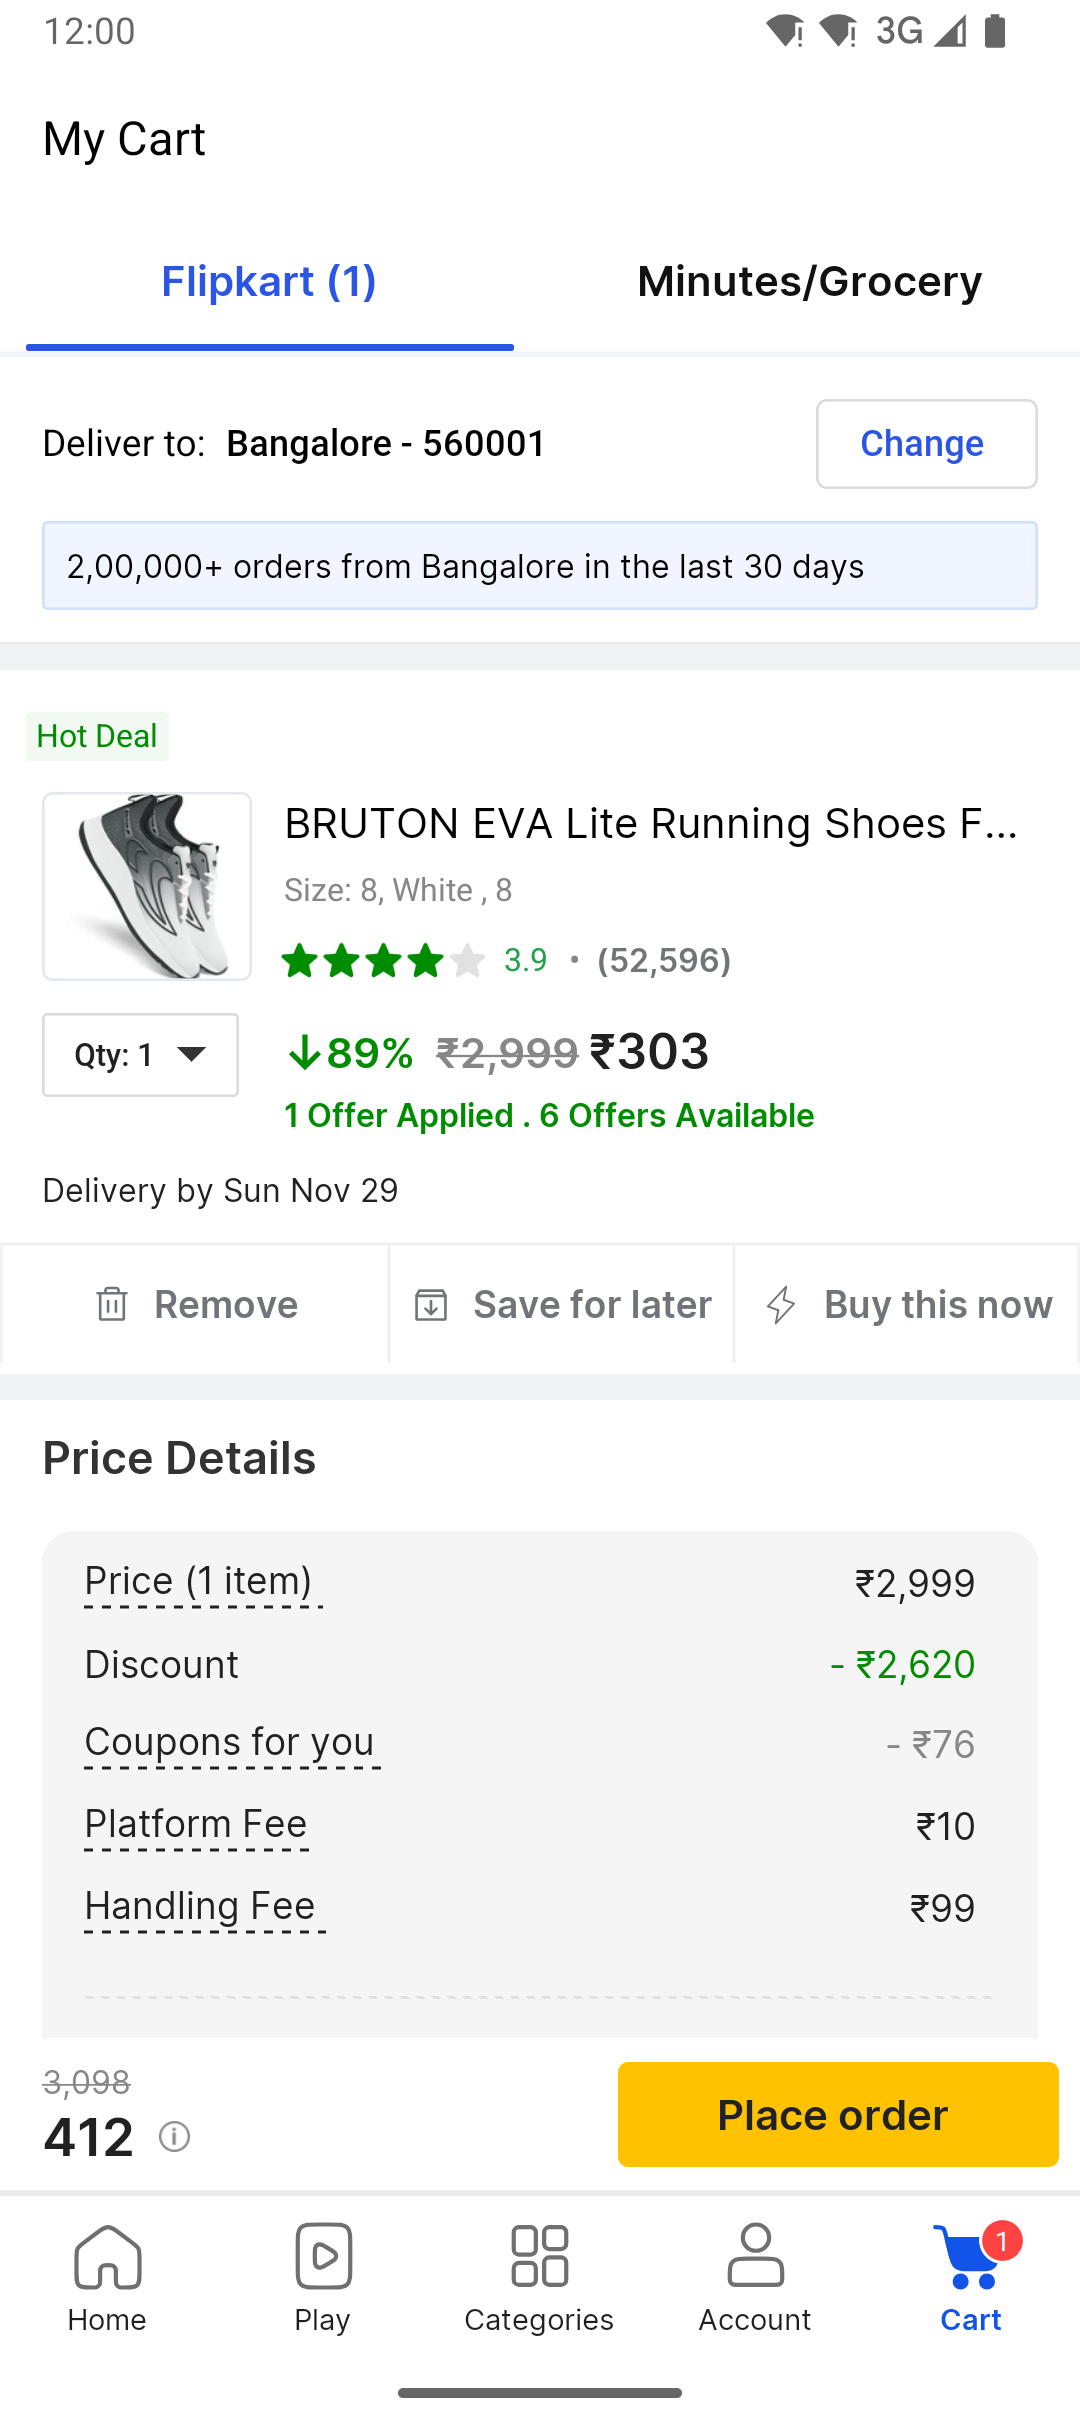 12:00
3G
My Cart
Flipkart (1)
Minutes/Grocery
Deliver to: Bangalore - 560001
Change
2,00,000+ orders from Bangalore in the last 30 days
Hot Deal
BRUTON EVA Lite Running Shoes F...
Size: 8, White , 8
3.9 • (52,596)
Qty: 1
↓89% ₹2,999 ₹303
1 Offer Applied . 6 Offers Available
Delivery by Sun Nov 29
Remove
Save for later
Buy this now
Price Details
Price (1 item) ₹2,999
Discount - ₹2,620
Coupons for you - ₹76
Platform Fee ₹10
Handling Fee ₹99
3,098
412
Place order
1
Home
Play
Categories
Account
Cart